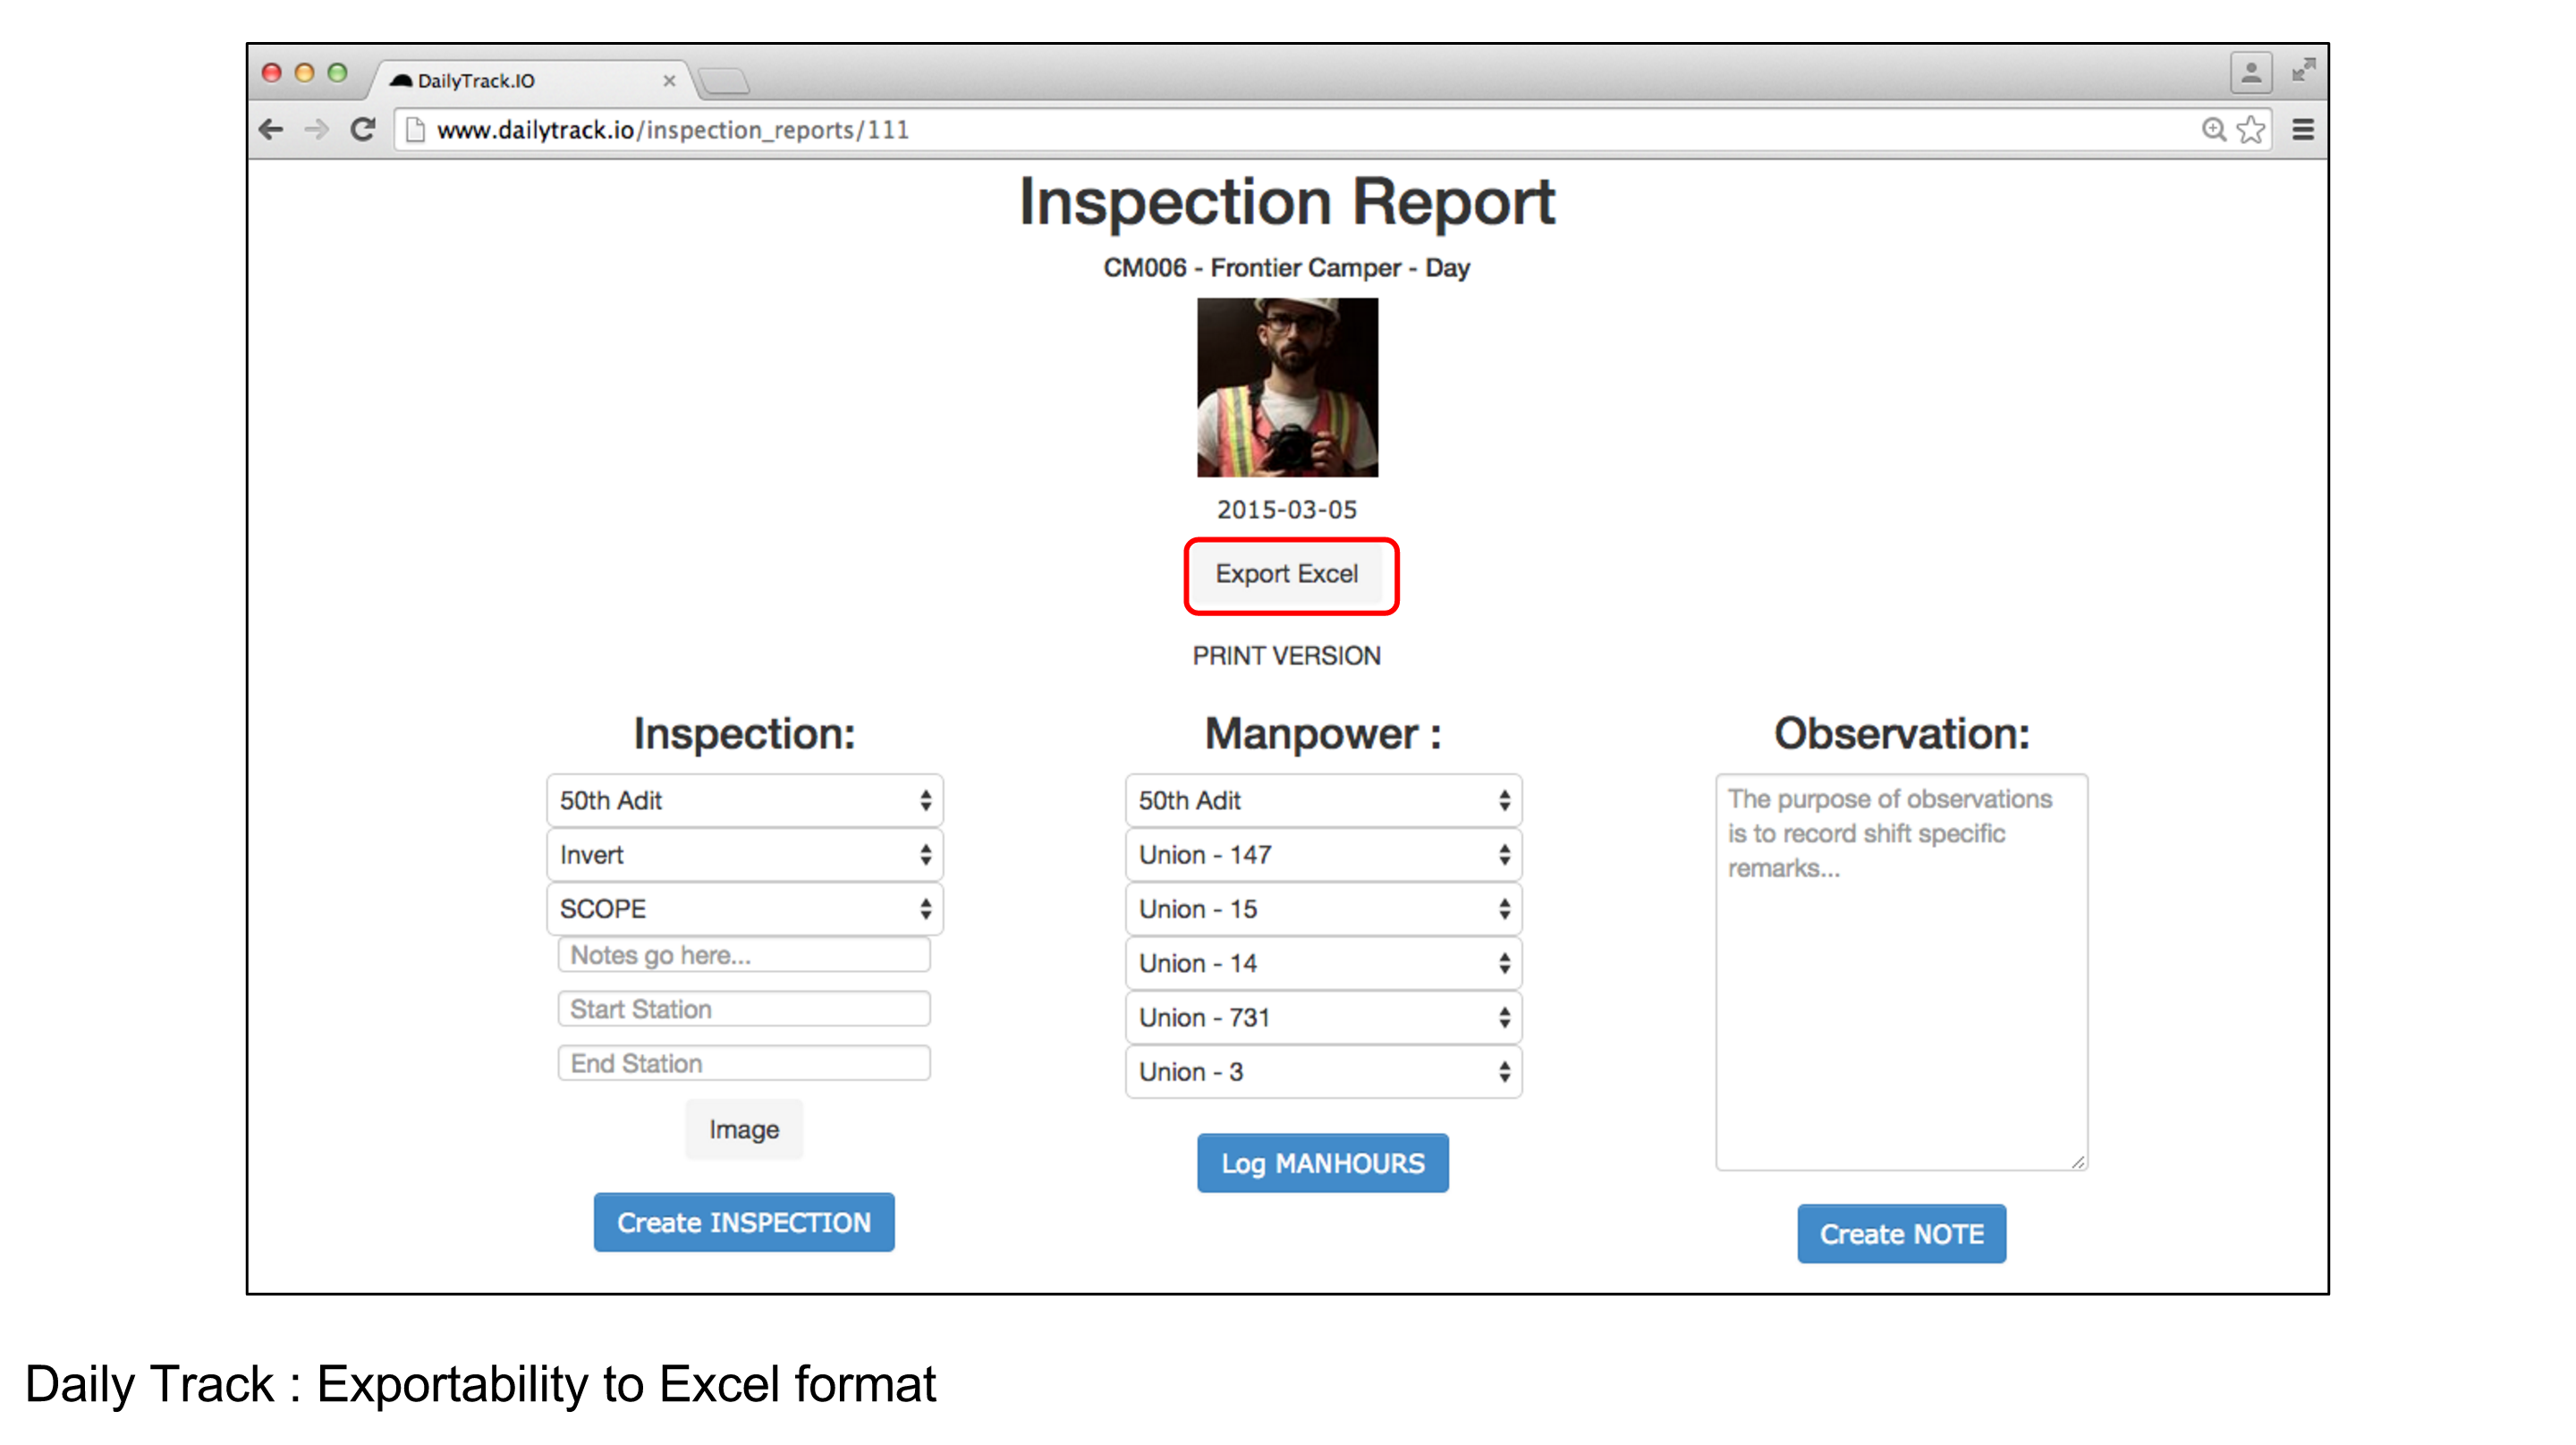 DailyTrack.IO
www.dailytrack.io/inspection_reports/111
Inspection Report
CM006 - Frontier Camper - Day
2015-03-05
Export Excel
PRINT VERSION
Inspection:
50th Adit
Invert
SCOPE
Notes go here...
Start Station
End Station
Image
Create INSPECTION
Manpower :
50th Adit
Union - 147
Union - 15
Union - 14
Union - 731
Union - 3
Log MANHOURS
Observation:
The purpose of observations
is to record shift specific
remarks...
Create NOTE
Daily Track : Exportability to Excel format